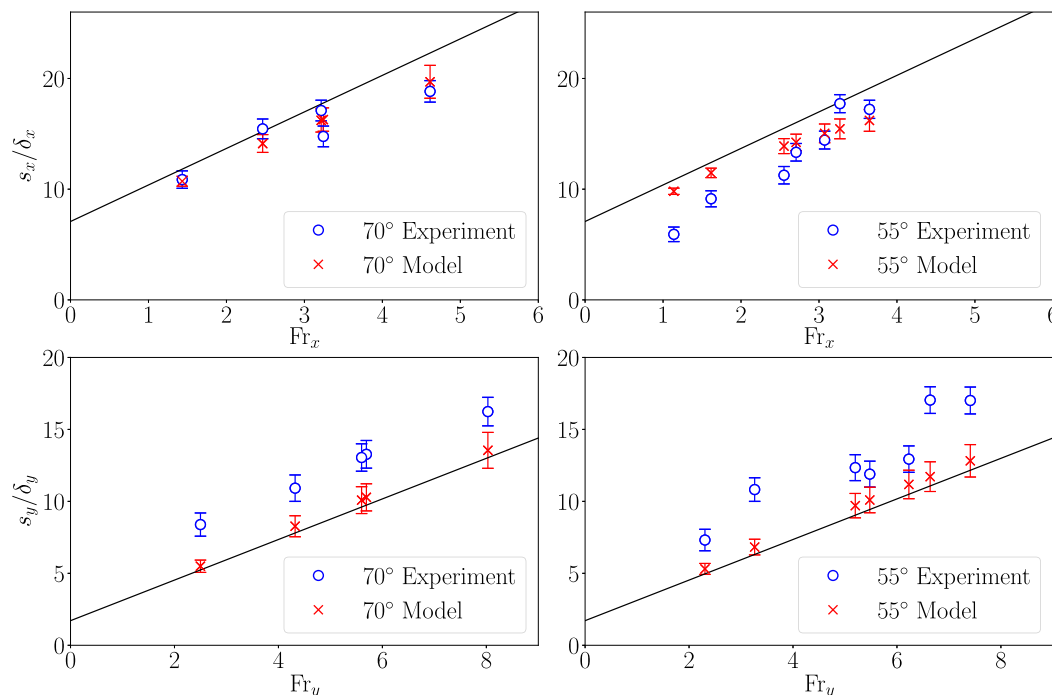 20
10
0
s_x/δ_x
70° Experiment
70° Model
0 1 2 3 4 5 6
Fr_x
20
10
0
55° Experiment
55° Model
0 1 2 3 4 5 6
Fr_x
20
15
10
5
0
s_y/δ_y
70° Experiment
70° Model
0 2 4 6 8
Fr_y
20
15
10
5
0
55° Experiment
55° Model
0 2 4 6 8
Fr_y